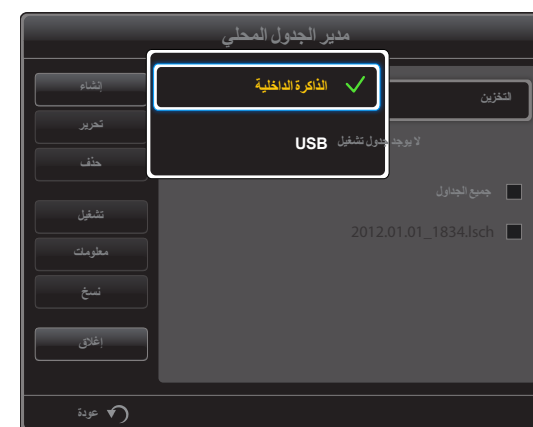 مدير الجدول المحلي
التخزين
الذاكرة الداخلية
USB
لا يوجد جدول تشغيل
جميع الجداول
2012.01.01_1834.lsch
إنشاء
تحرير
حذف
تشغيل
معلومات
نسخ
إغلاق
عودة